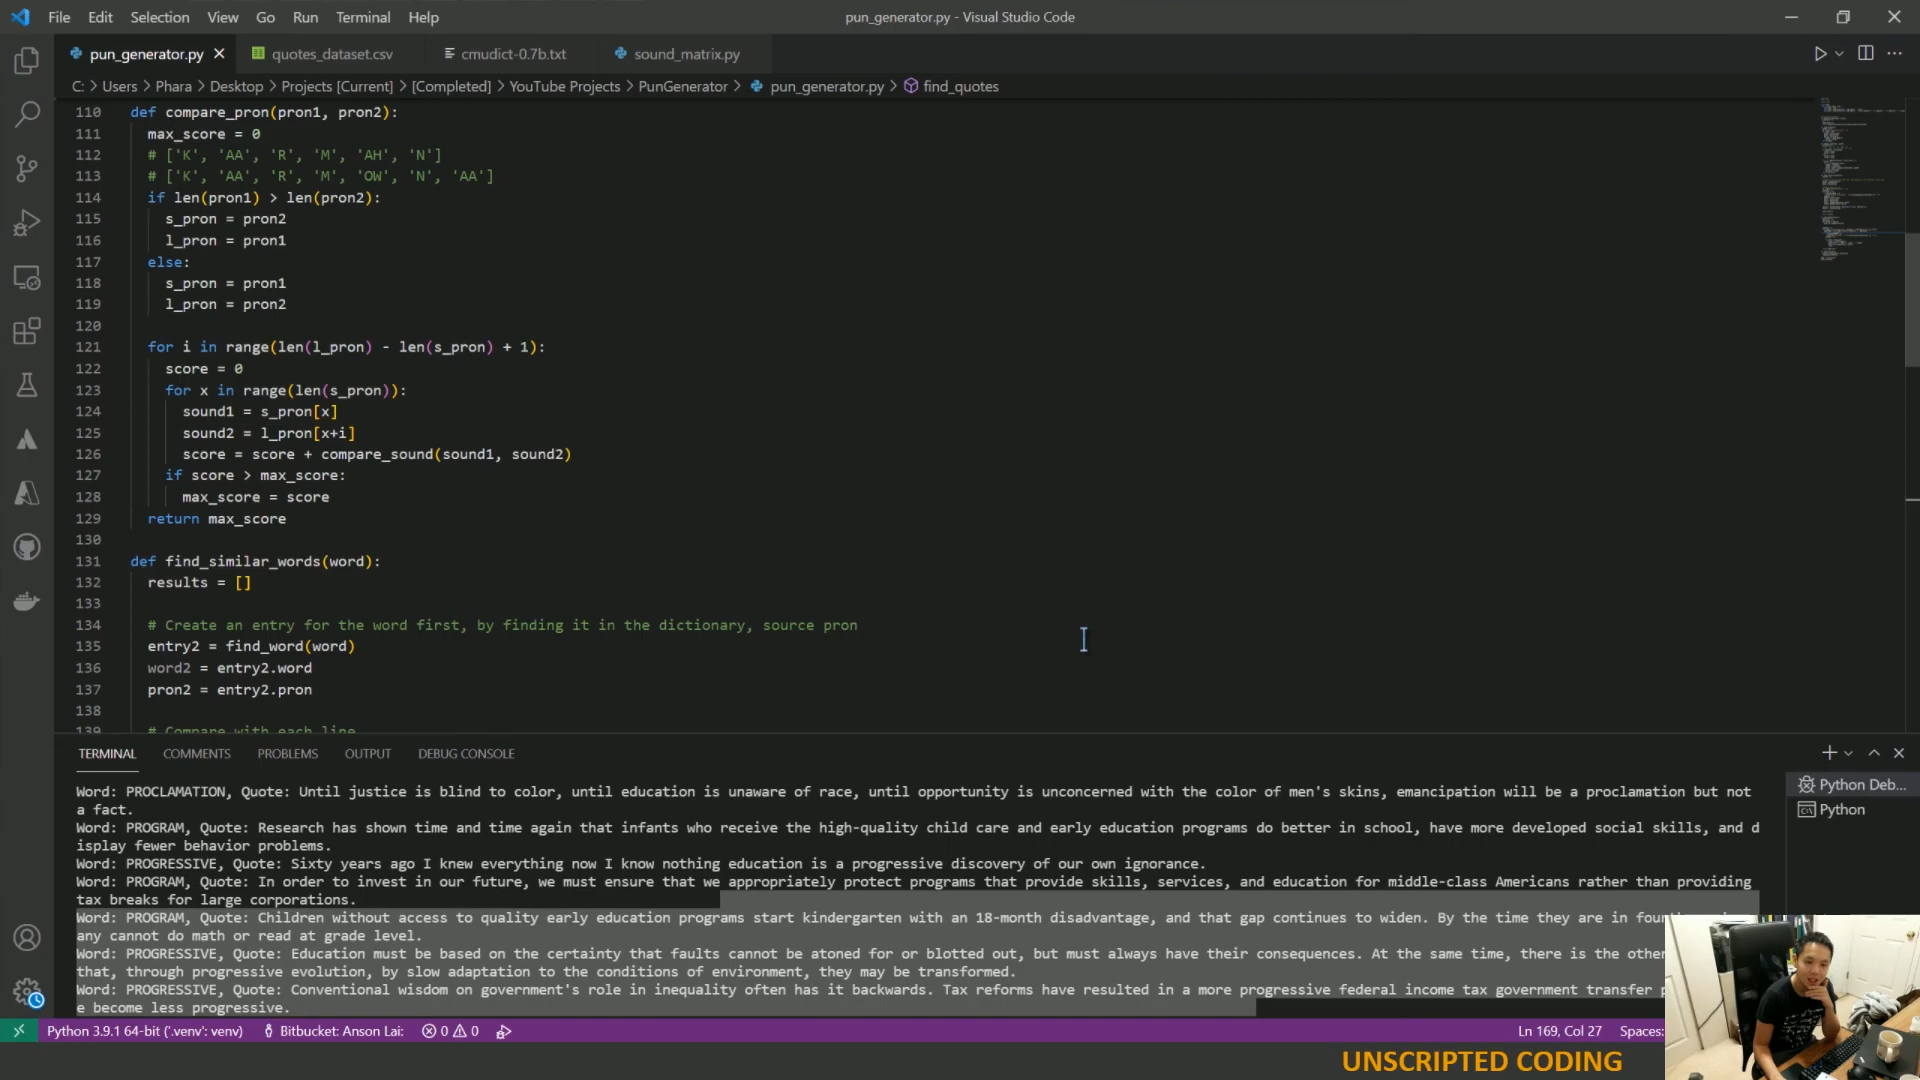 File Edit Selection View Go Run Terminal Help
pun_generator.py - Visual Studio Code
pun_generator.py quotes_dataset.csv cmudict-0.7b.txt sound_matrix.py
C: > Users > Phara > Desktop > Projects [Current] > [Completed] > YouTube Projects > PunGenerator > pun_generator.py > find_quotes
110 def compare_pron(pron1, pron2):
111 max_score = 0
112 # ['K', 'AA', 'R', 'M', 'AH', 'N']
113 # ['K', 'AA', 'R', 'M', 'OW', 'N', 'AA']
114 if len(pron1) > len(pron2):
115 s_pron = pron2
116 l_pron = pron1
117 else:
118 s_pron = pron1
119 l_pron = pron2
120
121 for i in range(len(l_pron) - len(s_pron) + 1):
122 score = 0
123 for x in range(len(s_pron)):
124 sound1 = s_pron[x]
125 sound2 = l_pron[x+i]
126 score = score + compare_sound(sound1, sound2)
127 if score > max_score:
128 max_score = score
129 return max_score
130
131 def find_similar_words(word):
132 results = []
133
134 # Create an entry for the word first, by finding it in the dictionary, source pron
135 entry2 = find_word(word)
136 word2 = entry2.word
137 pron2 = entry2.pron
138
139 # Compare with each line
TERMINAL COMMENTS PROBLEMS OUTPUT DEBUG CONSOLE
Python Deb...
Python
Word: PROCLAMATION, Quote: Until justice is blind to color, until education is unaware of race, until opportunity is unconcerned with the color of men's skins, emancipation will be a proclamation but not
a fact.
Word: PROGRAM, Quote: Research has shown time and time again that infants who receive the high-quality child care and early education programs do better in school, have more developed social skills, and d
isplay fewer behavior problems.
Word: PROGRESSIVE, Quote: Sixty years ago I knew everything now I know nothing education is a progressive discovery of our own ignorance.
Word: PROGRAM, Quote: In order to invest in our future, we must ensure that we appropriately protect programs that provide skills, services, and education for middle-class Americans rather than providing
tax breaks for large corporations.
Word: PROGRAM, Quote: Children without access to quality early education programs start kindergarten with an 18-month disadvantage, and that gap continues to widen. By the time they are in
any cannot do math or read at grade level.
Word: PROGRESSIVE, Quote: Education must be based on the certainty that faults cannot be atoned for or blotted out, but must always have their consequences. At the same time, there is the other
that, through progressive evolution, by slow adaptation to the conditions of environment, they may be transformed.
Word: PROGRESSIVE, Quote: Conventional wisdom on government's role in inequality often has it backwards. Tax reforms have resulted in a more progressive federal income tax government transfer
e become less progressive.
Python 3.9.1 64-bit ('.venv': venv) Bitbucket: Anson Lai: 0 0 Ln 169, Col 27 Spaces:
UNSCRIPTED CODING